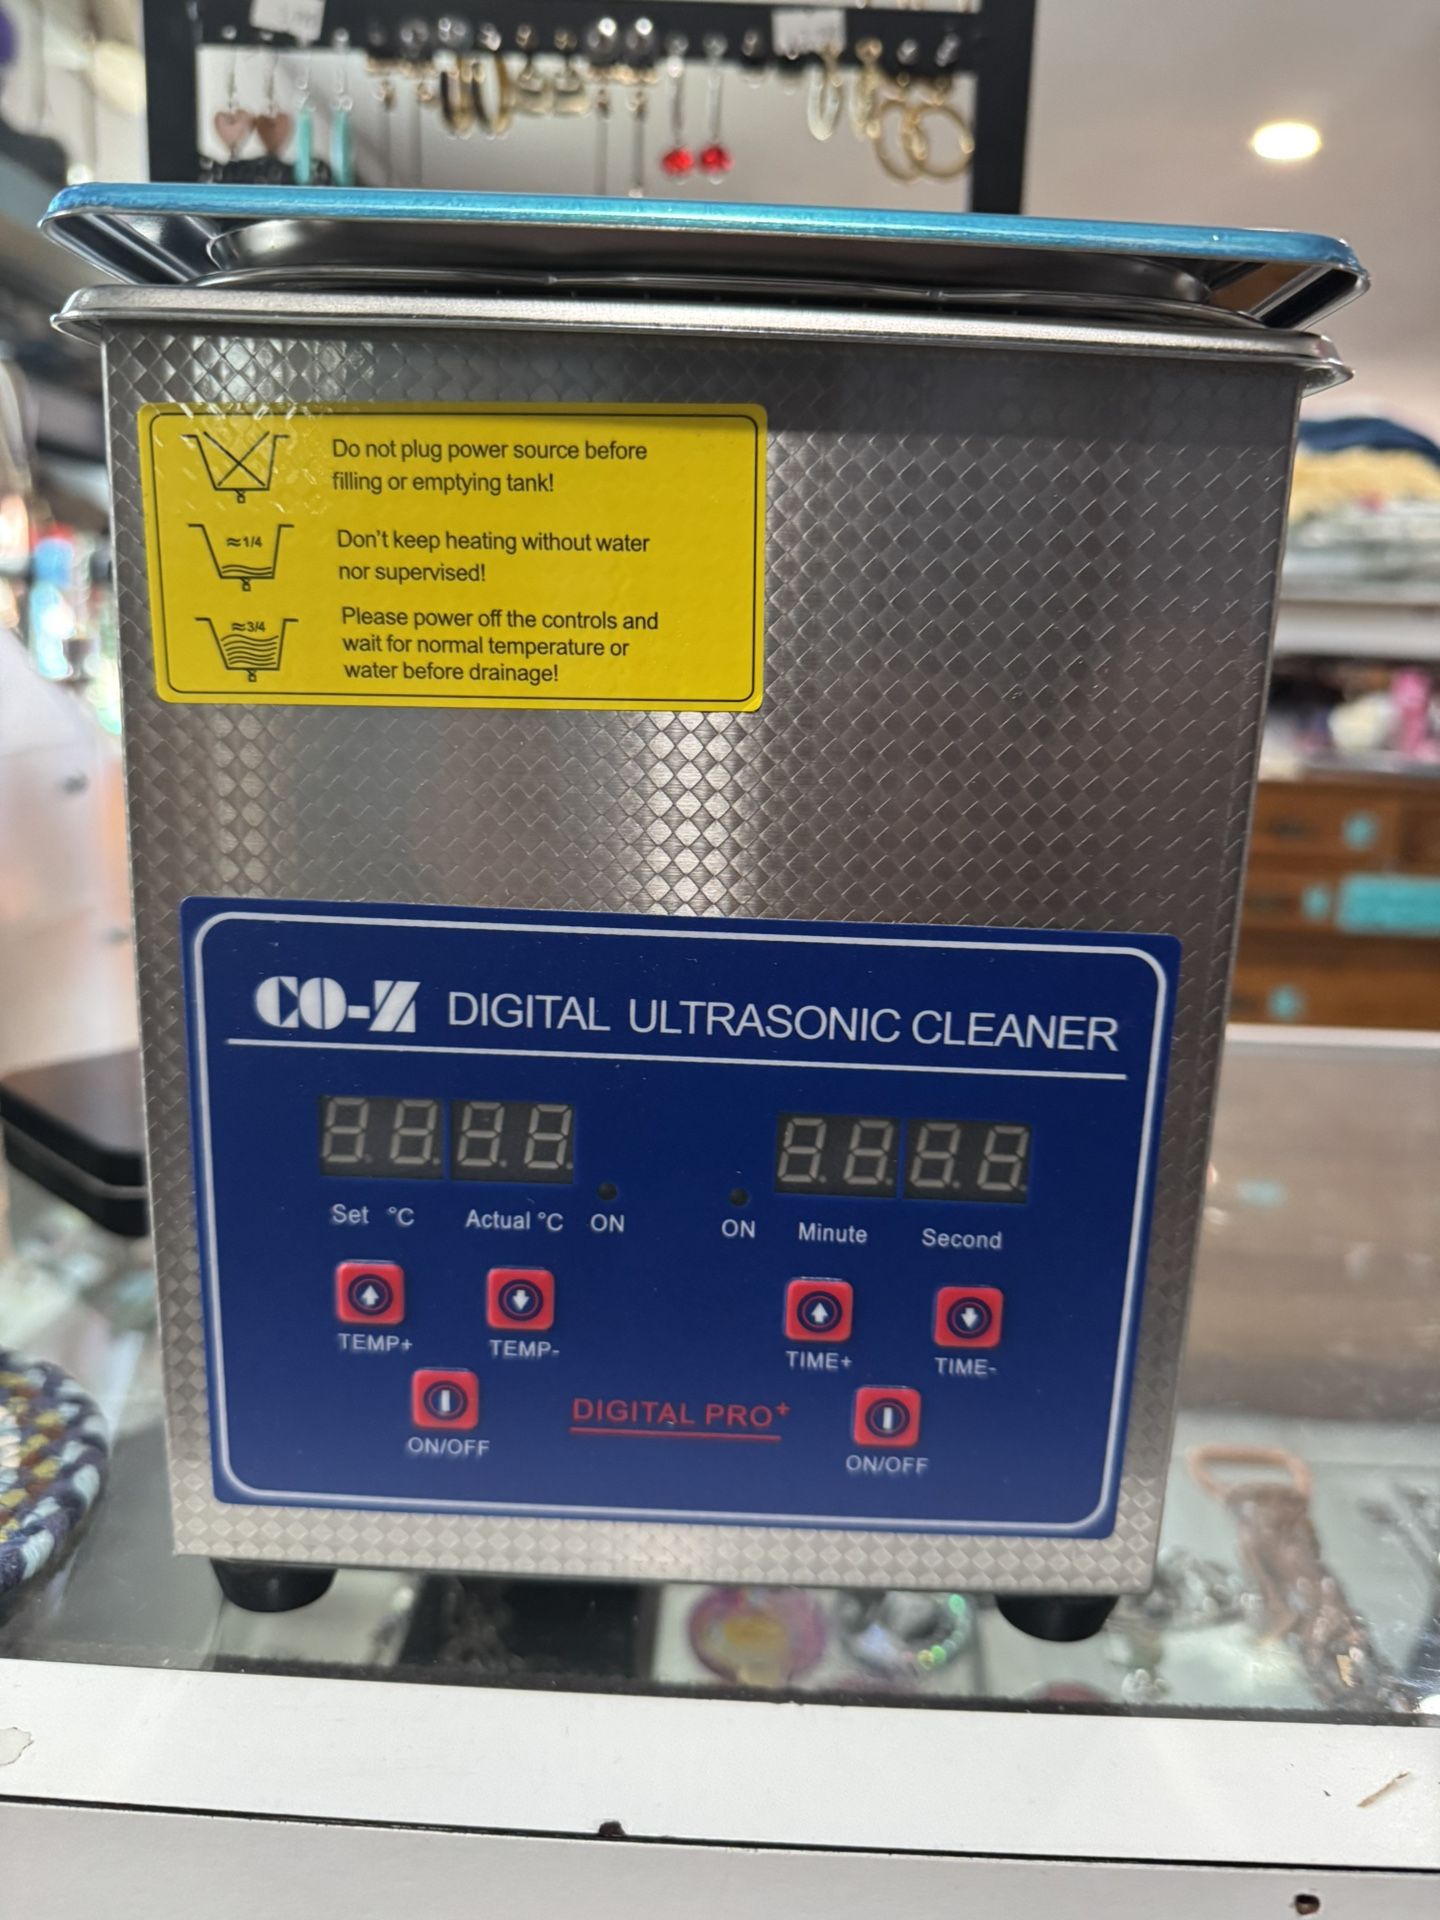 Do not plug power source before
filling or emptying tank!
≈1/4
Don't keep heating without water
nor supervised!
≈3/4
Please power off the controls and
wait for normal temperature or
water before drainage!
CO-Z DIGITAL ULTRASONIC CLEANER
Set °C Actual °C ON
ON Minute Second
TEMP+ TEMP-
TIME+ TIME-
ON/OFF DIGITAL PRO+ ON/OFF